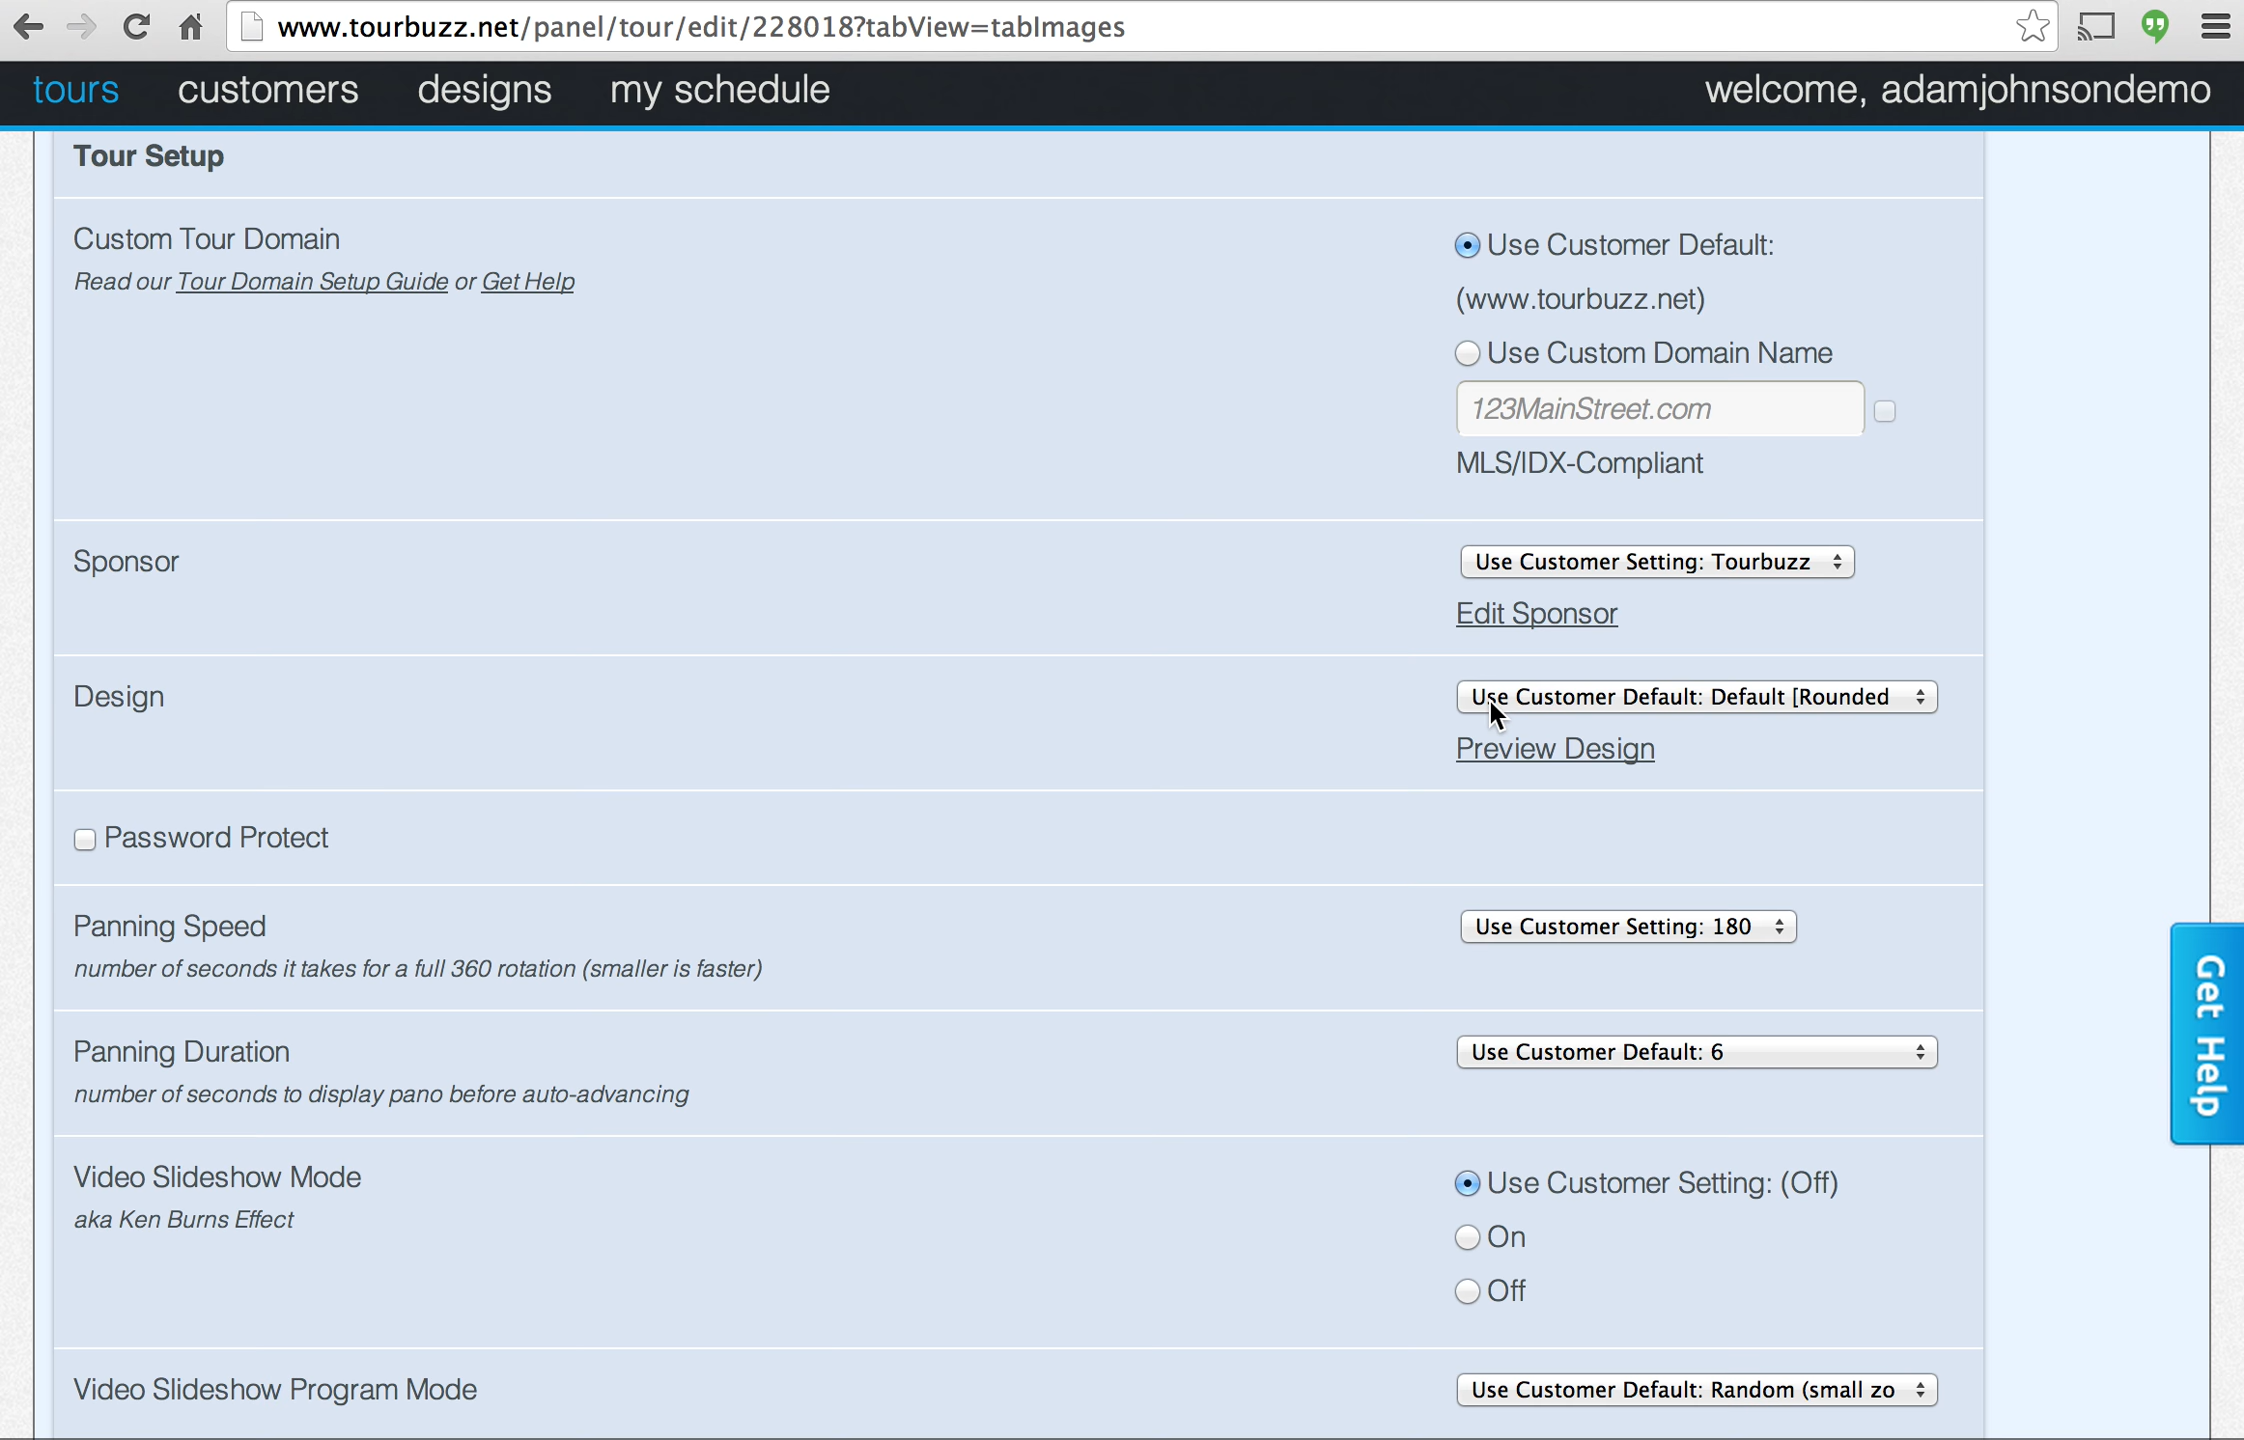 www.tourbuzz.net/panel/tour/edit/228018?tabView=tabImages
tours customers designs my schedule welcome, adamjohnsondemo
Tour Setup
Custom Tour Domain
Read our Tour Domain Setup Guide or Get Help
Use Customer Default:
(www.tourbuzz.net)
Use Custom Domain Name
123MainStreet.com
MLS/IDX-Compliant
Sponsor
Use Customer Setting: Tourbuzz
Edit Sponsor
Design
Use Customer Default: Default [Rounded
Preview Design
Password Protect
Panning Speed
number of seconds it takes for a full 360 rotation (smaller is faster)
Use Customer Setting: 180
Panning Duration
number of seconds to display pano before auto-advancing
Use Customer Default: 6
Get Help
Video Slideshow Mode
aka Ken Burns Effect
Use Customer Setting: (Off)
On
Off
Video Slideshow Program Mode
Use Customer Default: Random (small zo